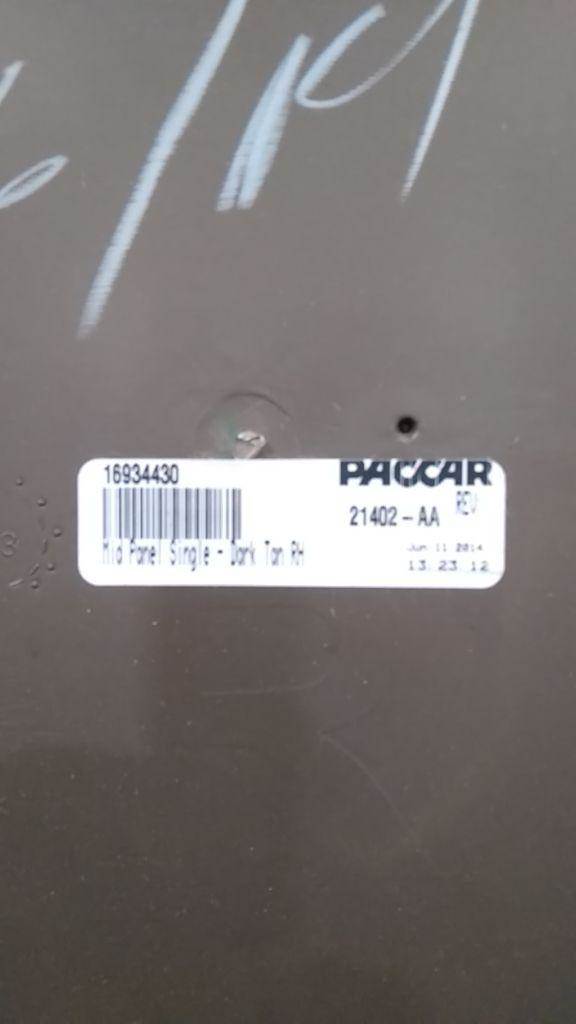 16934430
PACCAR
REV
21402-AA
Mid Panel Single - Dark Tan RH
Jun 11 2014
13 23 12